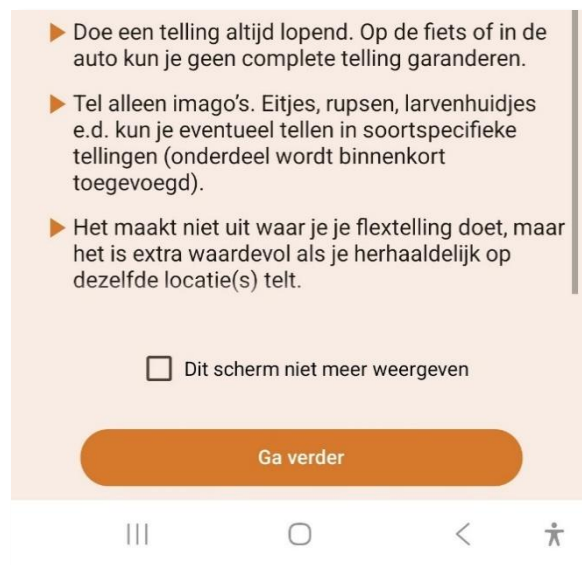 Doe een telling altijd lopend. Op de fiets of in de
auto kun je geen complete telling garanderen.
Tel alleen imago's. Eitjes, rupsen, larvenhuidjes
e.d. kun je eventueel tellen in soortspecifieke
tellingen (onderdeel wordt binnenkort
toegevoegd).
Het maakt niet uit waar je je flextelling doet, maar
het is extra waardevol als je herhaaldelijk op
dezelfde locatie(s) telt.
Dit scherm niet meer weergeven
Ga verder